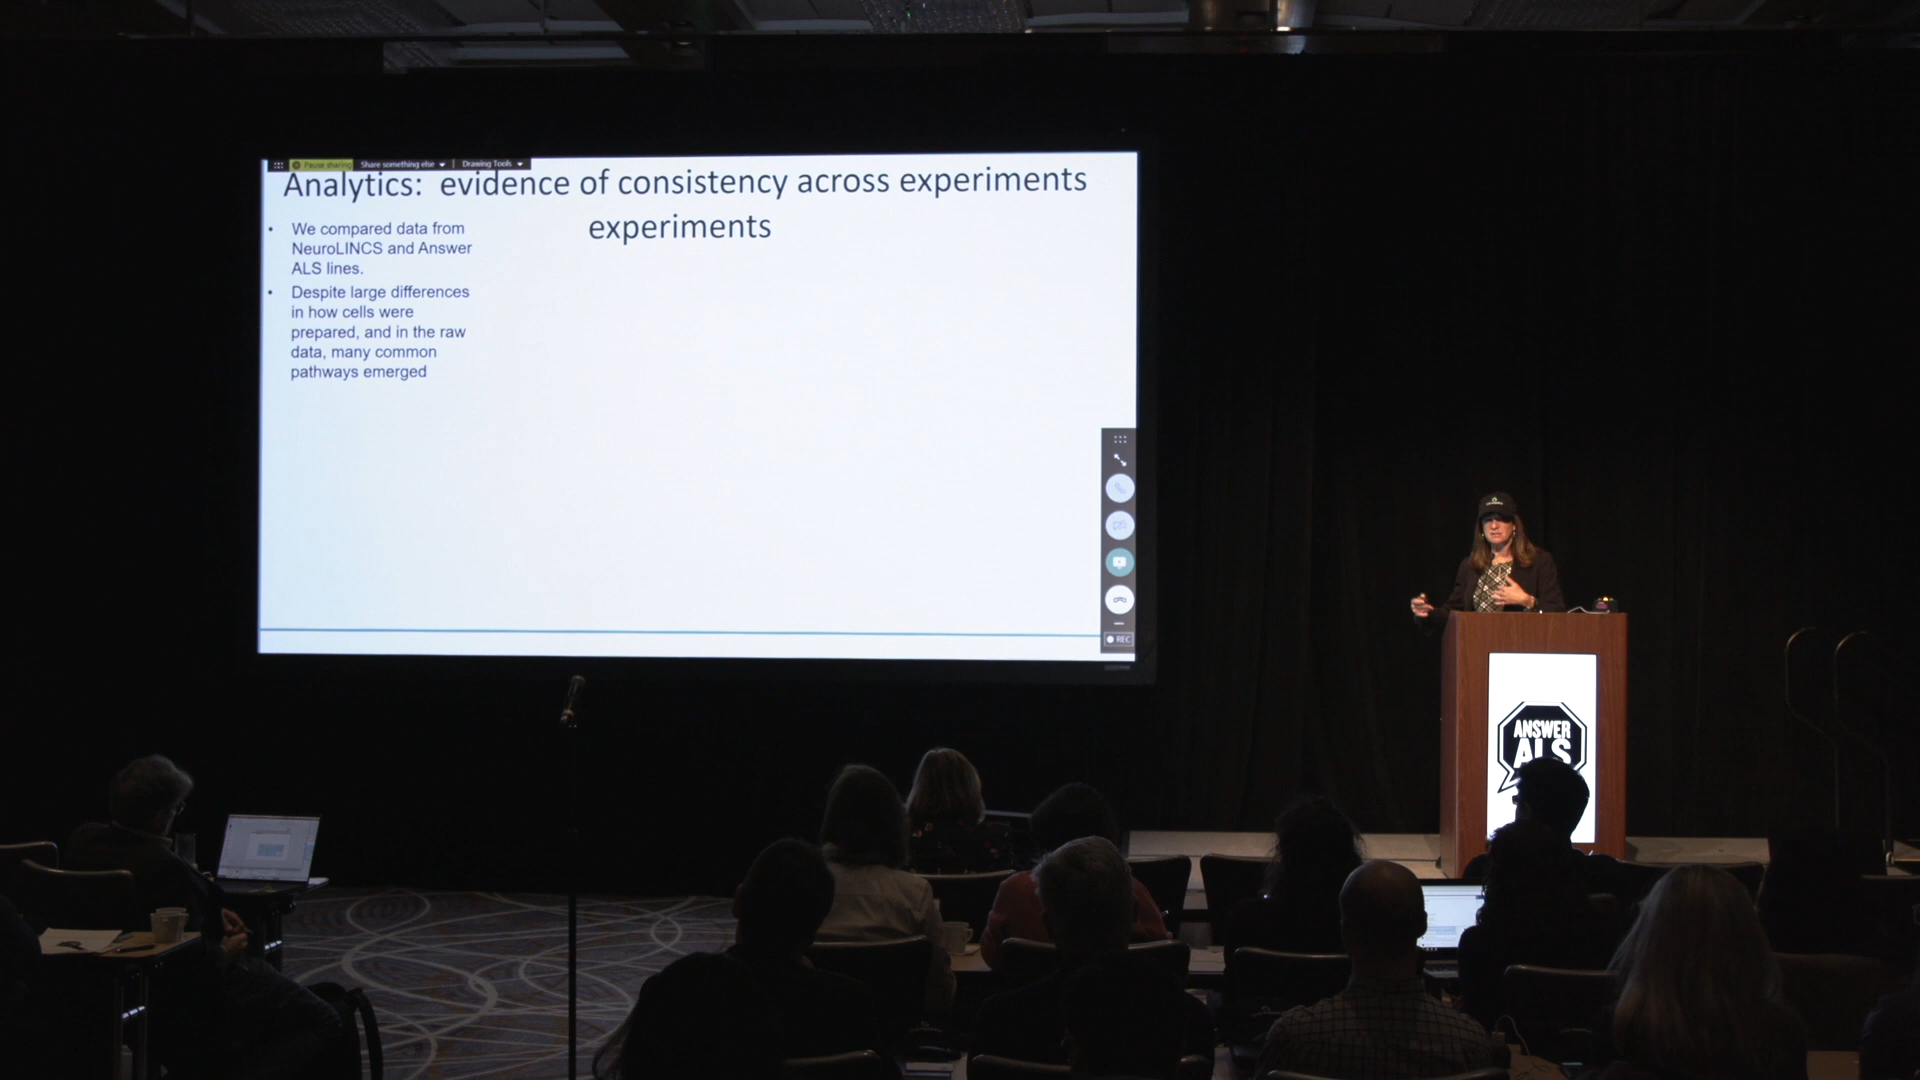 Pause sharing Share something else Drawing Tools
Analytics: evidence of consistency across experiments
experiments
• We compared data from
NeuroLINCS and Answer
ALS lines.
• Despite large differences
in how cells were
prepared, and in the raw
data, many common
pathways emerged
REC
ANSWER
ALS